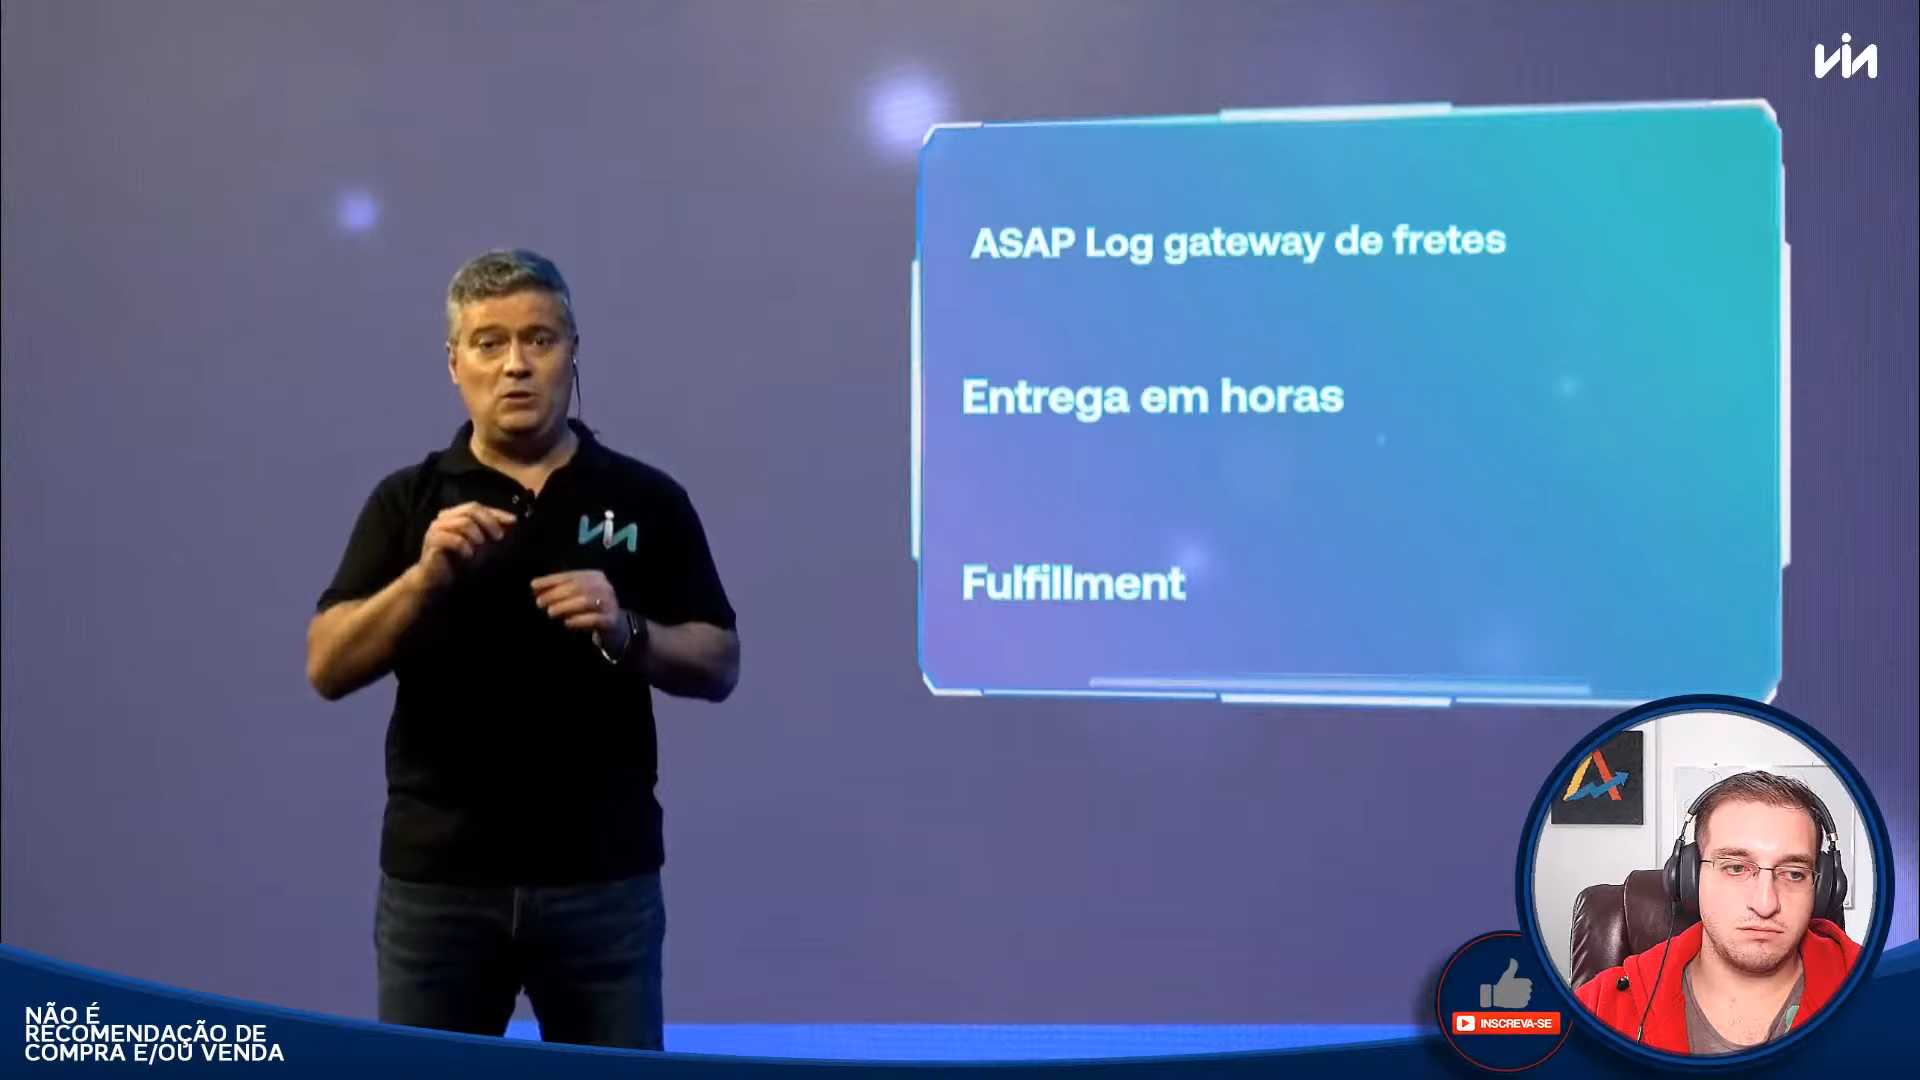 via
ASAP Log gateway de fretes
Entrega em horas
via
Fulfillment
NÃO É
RECOMENDAÇÃO DE
COMPRA E/OU VENDA
INSCREVA-SE